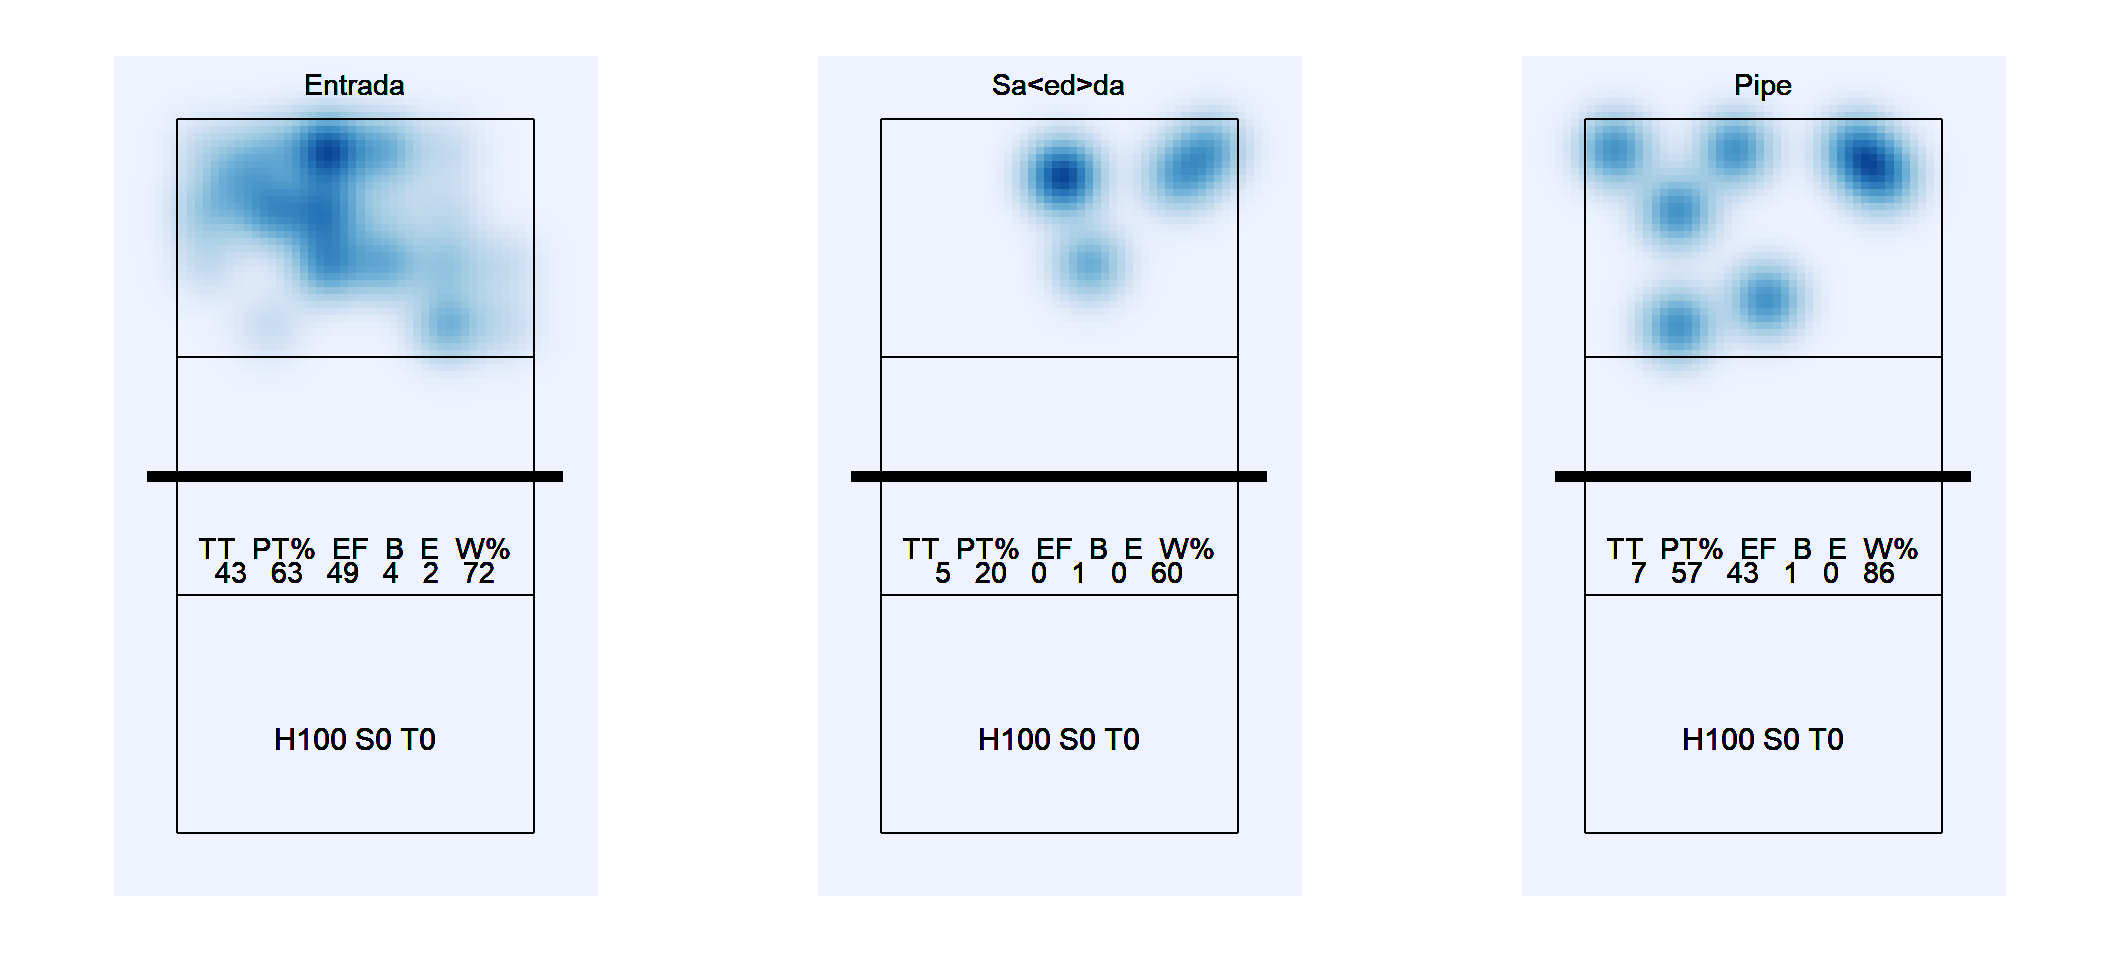 Entrada
TT PT% EF B E W%
43 63 49 4 2 72
H100 S0 T0
Sa<ed>da
TT PT% EF B E W%
5 20 0 1 0 60
H100 S0 T0
Pipe
TT PT% EF B E W%
7 57 43 1 0 86
H100 S0 T0